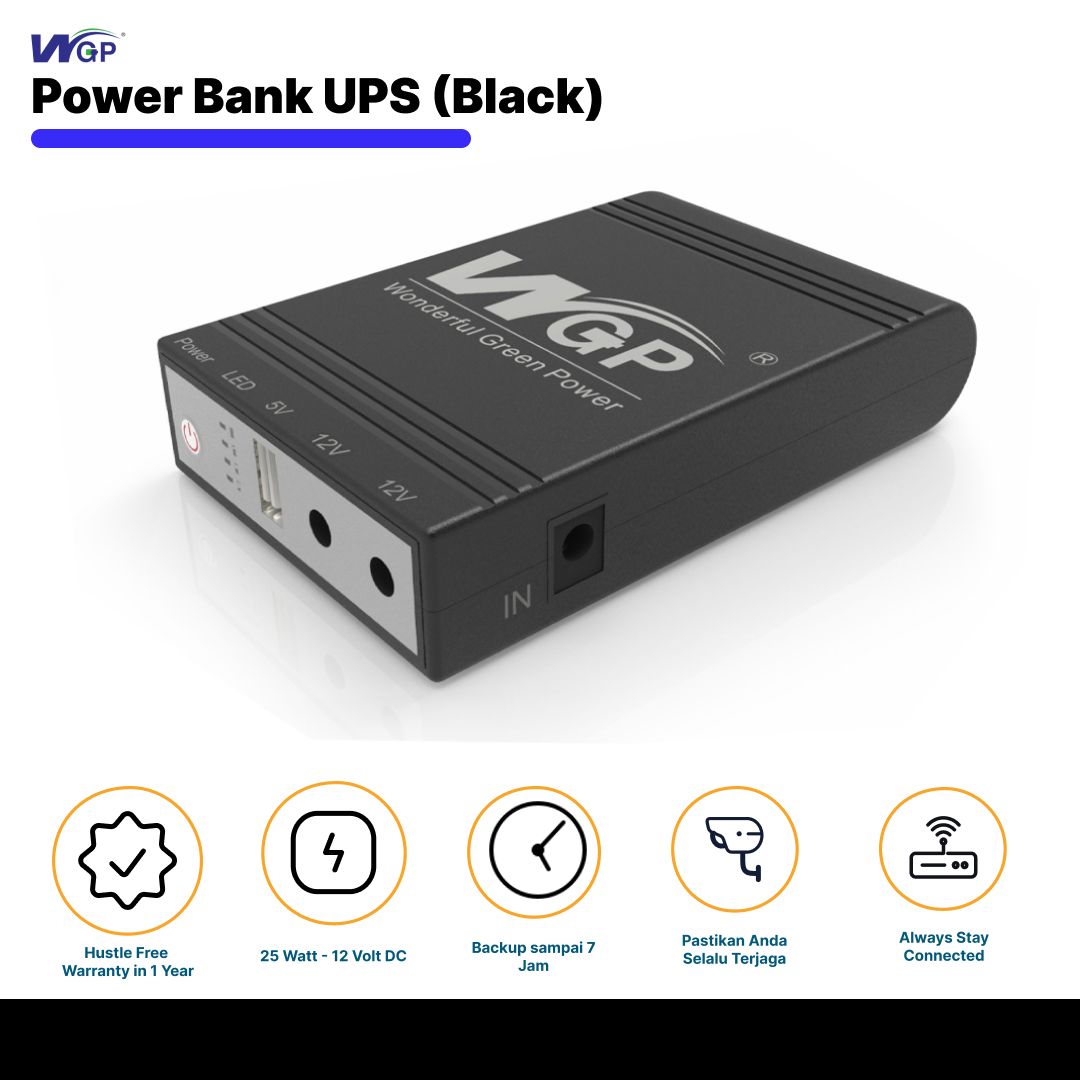 WGP®
Power Bank UPS (Black)
WGP®
Wonderful Green Power
Power
LED
5V
12V
12V
IN
Hustle Free
Warranty in 1 Year
25 Watt - 12 Volt DC
Backup sampai 7
Jam
Pastikan Anda
Selalu Terjaga
Always Stay
Connected